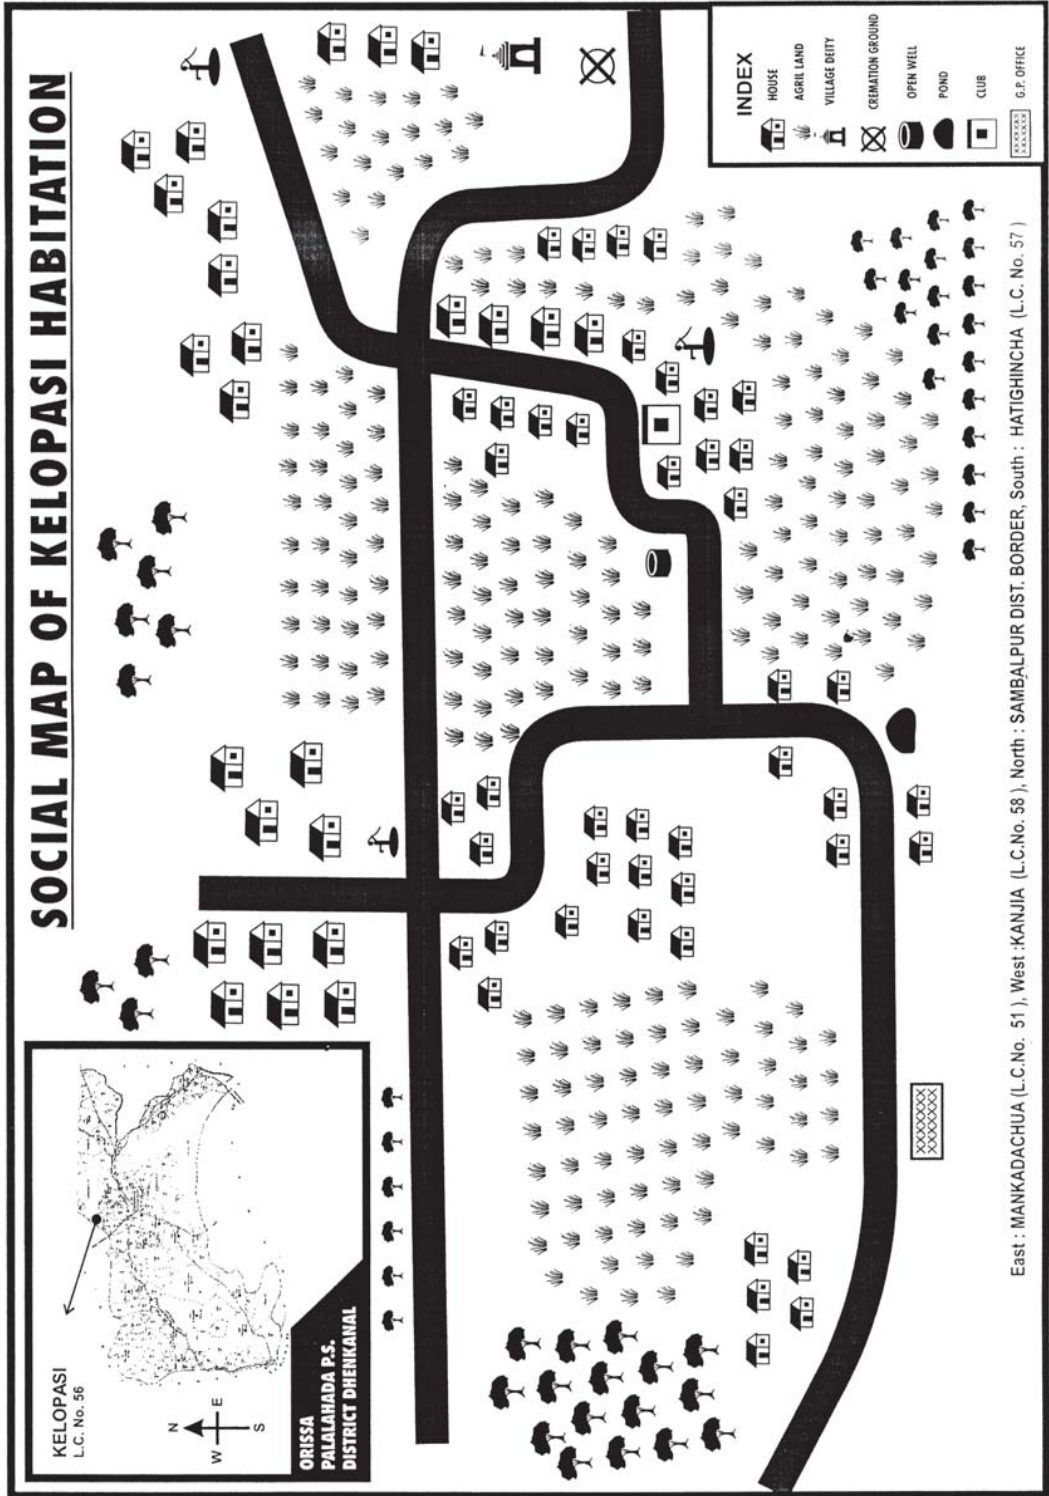 SOCIAL MAP OF KELOPASI HABITATION
KELOPASI
L.C. No. 56
N
W E
S
ORISSA
PALALAHADA P.S.
DISTRICT DHENKANAL
INDEX
HOUSE
AGRIL LAND
VILLAGE DEITY
CREMATION GROUND
OPEN WELL
POND
CLUB
G.P. OFFICE
East : MANKADACHUA (L.C.No. 51 ), West :KANJIA (L.C.No. 58 ), North : SAMBALPUR DIST. BORDER, South : HATIGHINCHA (L.C. No. 57 )